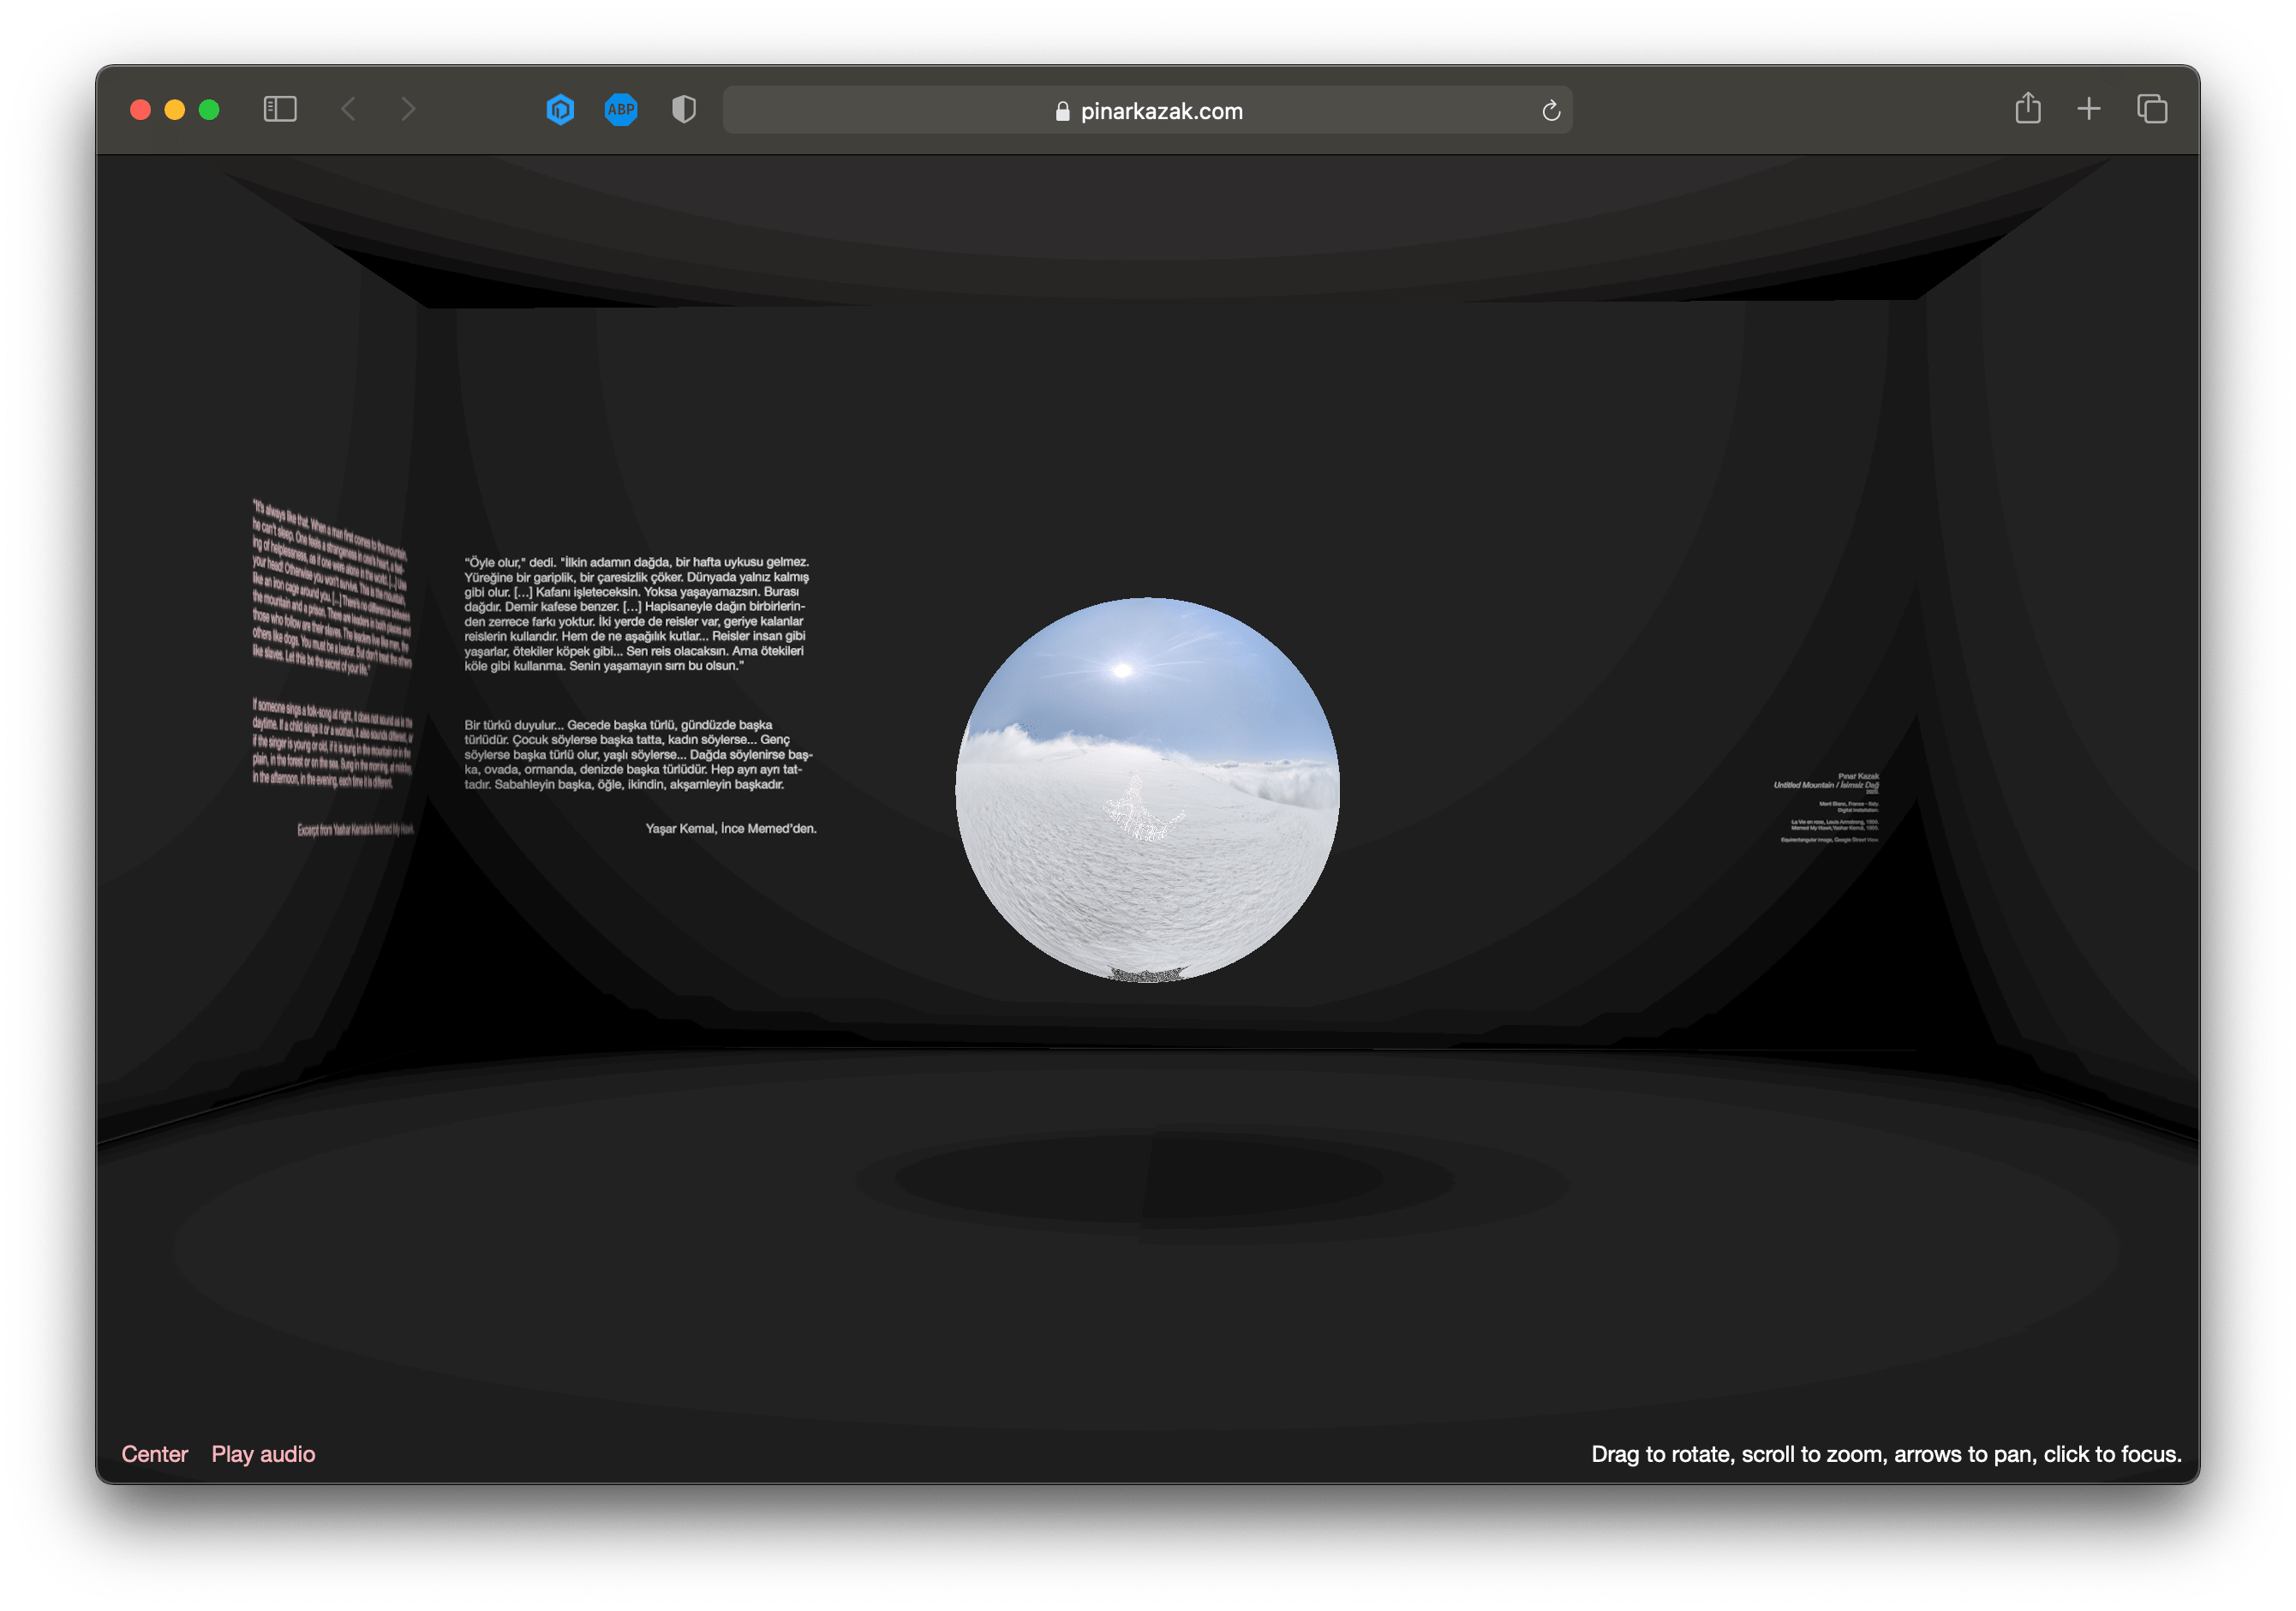 ABP
pinarkazak.com
"It's always like that. When a man first comes to the mountain,
he can't sleep. One feels a strangeness in one's heart, a feel-
ing of helplessness, as if one were alone in the world. [...] Use
your head! Otherwise you won't survive. This is the mountain,
like an iron cage around you. [...] There's no difference between
the mountain and a prison. There are leaders in both places and
those who follow are their slaves. The leaders live like men, the
others like dogs. You must be a leader. But don't treat the others
like slaves. Let this be the secret of your life."
If someone sings a folk-song at night, it does not sound as in the
daytime. If a child sings it or a woman, it also sounds different, or
if the singer is young or old, if it is sung in the mountain or in the
plain, in the forest or on the sea. Sung in the morning, at midday,
in the afternoon, in the evening, each time it is different.
Excerpt from Yashar Kemal's Memed My Hawk.
"Öyle olur," dedi. "İlkin adamın dağda, bir hafta uykusu gelmez.
Yüreğine bir gariplik, bir çaresizlik çöker. Dünyada yalnız kalmış
gibi olur. [...] Kafanı işleteceksin. Yoksa yaşayamazsın. Burası
dağdır. Demir kafese benzer. [...] Hapisaneyle dağın birbirlerin-
den zerrece farkı yoktur. İki yerde de reisler var, geriye kalanlar
reislerin kullarıdır. Hem de ne aşağılık kutlar... Reisler insan gibi
yaşarlar, ötekiler köpek gibi... Sen reis olacaksın. Ama ötekileri
köle gibi kullanma. Senin yaşamayın sırrı bu olsun."
Bir türkü duyulur... Gecede başka türlü, gündüzde başka
türlüdür. Çocuk söylerse başka tatta, kadın söylerse... Genç
söylerse başka türlü olur, yaşlı söylerse... Dağda söylenirse baş-
ka, ovada, ormanda, denizde başka türlüdür. Hep ayrı ayrı tat-
tadır. Sabahleyin başka, öğle, ikindin, akşamleyin başkadır.
Yaşar Kemal, İnce Memed'den.
Pınar Kazak
Untitled Mountain / İsimsiz Dağ
2020.
Mont Blanc, France - Italy
Digital Installation.
La Vie en rose, Louis Armstrong, 1950.
Memed My Hawk, Yashar Kemal, 1955.
Equirectangular image, Google Street View
Center Play audio
Drag to rotate, scroll to zoom, arrows to pan, click to focus.